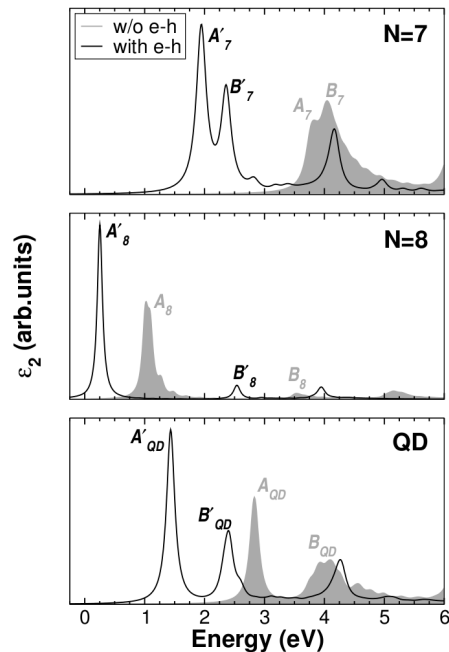 w/o e-h
with e-h
N=7
A′7
B′7
A7
B7
N=8
A′8
A8
B′8
B8
ε2 (arb.units)
QD
A′QD
AQD
B′QD
BQD
0 1 2 3 4 5 6
Energy (eV)